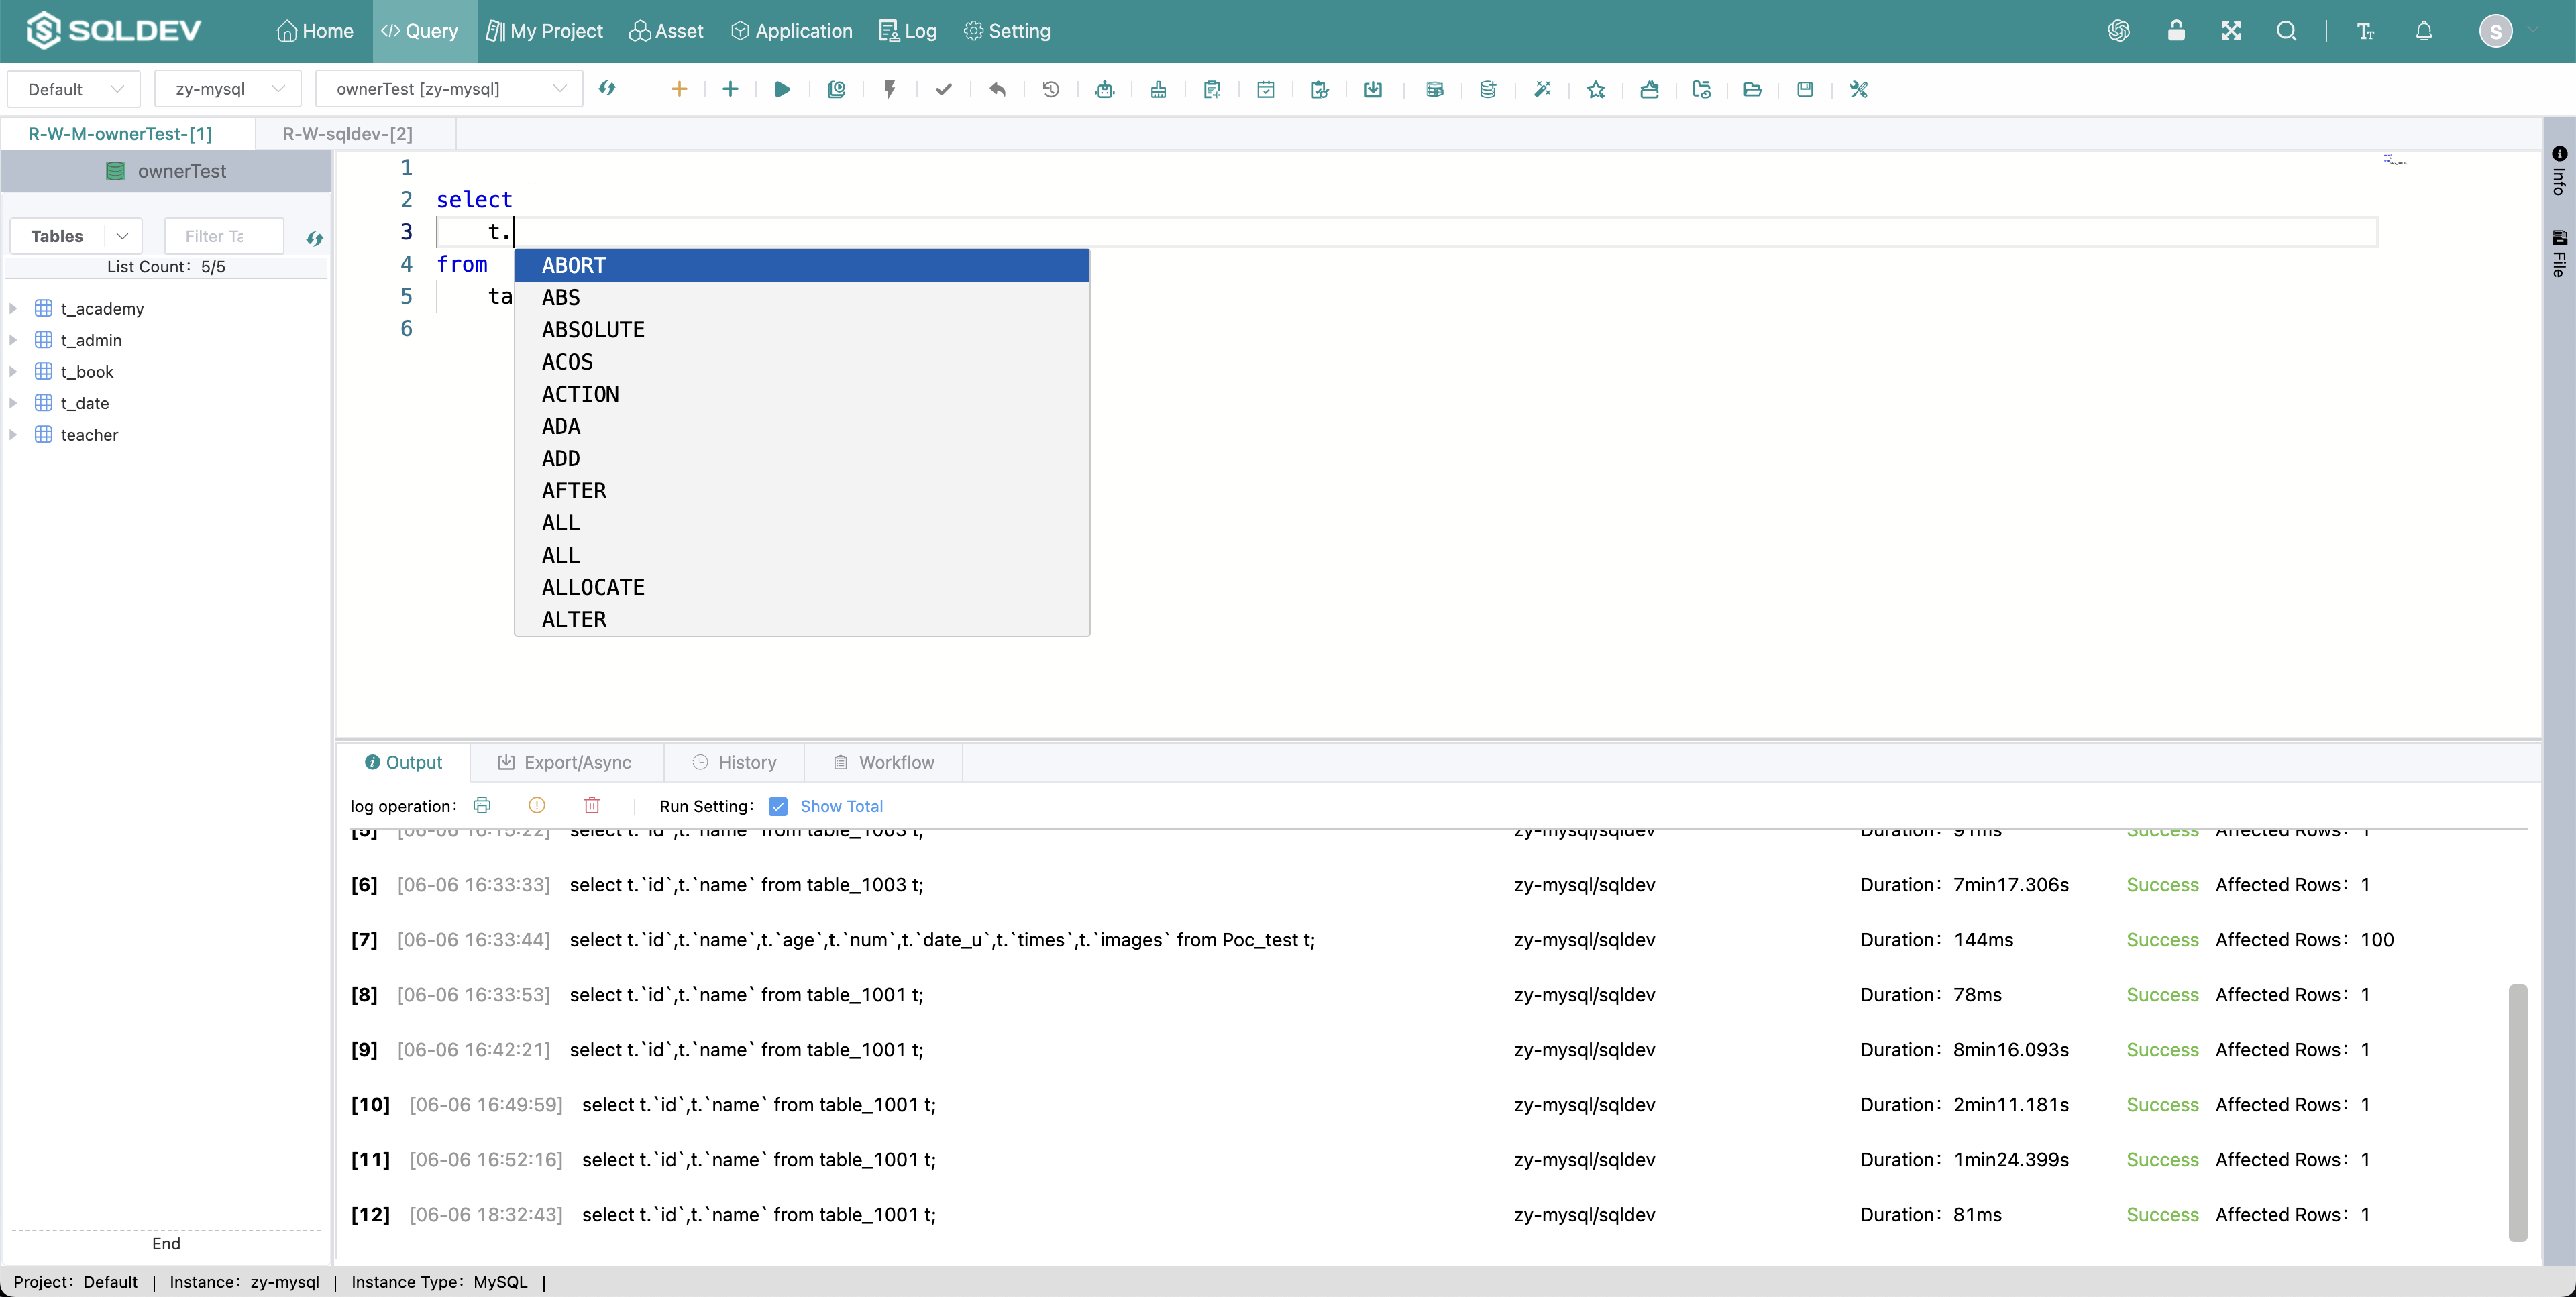 SQLDEV
Home
Query
My Project
Asset
Application
Log
Setting
S
Default
zy-mysql
ownerTest [zy-mysql]
R-W-M-ownerTest-[1]
R-W-sqldev-[2]
ownerTest
Tables
Filter Ta
List Count: 5/5
t_academy
t_admin
t_book
t_date
teacher
End
1
2 select
3 t.
4 from
5 ta
6
ABORT
ABS
ABSOLUTE
ACOS
ACTION
ADA
ADD
AFTER
ALL
ALL
ALLOCATE
ALTER
Info
File
Output
Export/Async
History
Workflow
log operation:
Run Setting: Show Total
[5] [06-06 16:15:22] select t.`id`,t.`name` from table_1003 t; zy-mysql/sqldev Duration: 91ms Success Affected Rows: 1
[6] [06-06 16:33:33] select t.`id`,t.`name` from table_1003 t; zy-mysql/sqldev Duration: 7min17.306s Success Affected Rows: 1
[7] [06-06 16:33:44] select t.`id`,t.`name`,t.`age`,t.`num`,t.`date_u`,t.`times`,t.`images` from Poc_test t; zy-mysql/sqldev Duration: 144ms Success Affected Rows: 100
[8] [06-06 16:33:53] select t.`id`,t.`name` from table_1001 t; zy-mysql/sqldev Duration: 78ms Success Affected Rows: 1
[9] [06-06 16:42:21] select t.`id`,t.`name` from table_1001 t; zy-mysql/sqldev Duration: 8min16.093s Success Affected Rows: 1
[10] [06-06 16:49:59] select t.`id`,t.`name` from table_1001 t; zy-mysql/sqldev Duration: 2min11.181s Success Affected Rows: 1
[11] [06-06 16:52:16] select t.`id`,t.`name` from table_1001 t; zy-mysql/sqldev Duration: 1min24.399s Success Affected Rows: 1
[12] [06-06 18:32:43] select t.`id`,t.`name` from table_1001 t; zy-mysql/sqldev Duration: 81ms Success Affected Rows: 1
Project: Default | Instance: zy-mysql | Instance Type: MySQL |